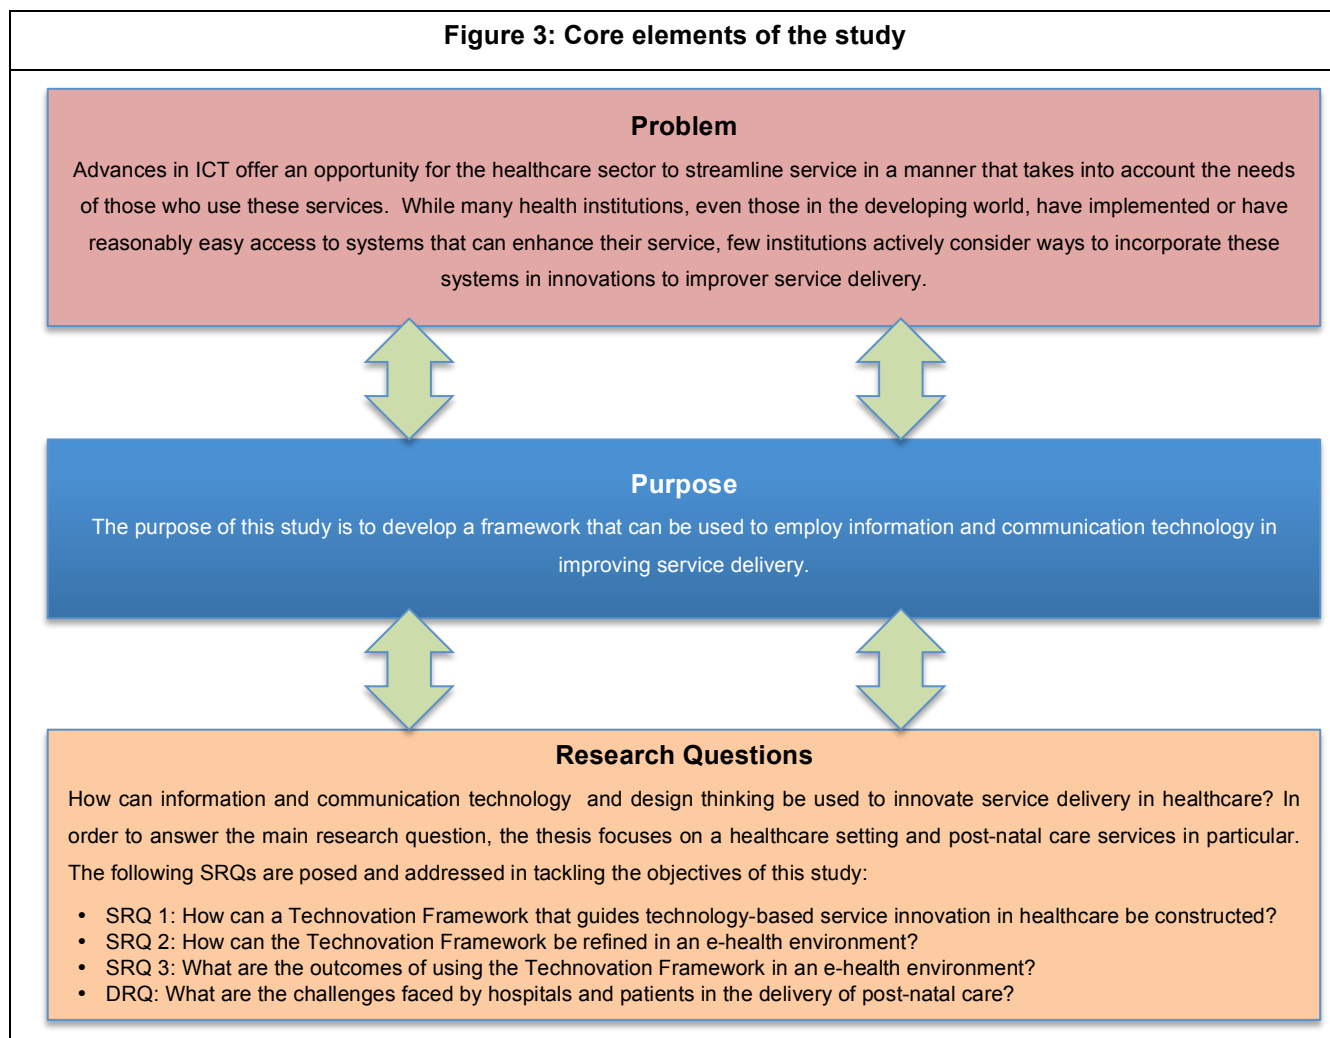 Figure 3: Core elements of the study
Problem
Advances in ICT offer an opportunity for the healthcare sector to streamline service in a manner that takes into account the needs
of those who use these services.  While many health institutions, even those in the developing world, have implemented or have
reasonably easy access to systems that can enhance their service, few institutions actively consider ways to incorporate these
systems in innovations to improver service delivery.
Purpose
The purpose of this study is to develop a framework that can be used to employ information and communication technology in
improving service delivery.
Research Questions
How can information and communication technology  and design thinking be used to innovate service delivery in healthcare? In
order to answer the main research question, the thesis focuses on a healthcare setting and post-natal care services in particular.
The following SRQs are posed and addressed in tackling the objectives of this study:
• SRQ 1: How can a Technovation Framework that guides technology-based service innovation in healthcare be constructed?
• SRQ 2: How can the Technovation Framework be refined in an e-health environment?
• SRQ 3: What are the outcomes of using the Technovation Framework in an e-health environment?
• DRQ: What are the challenges faced by hospitals and patients in the delivery of post-natal care?